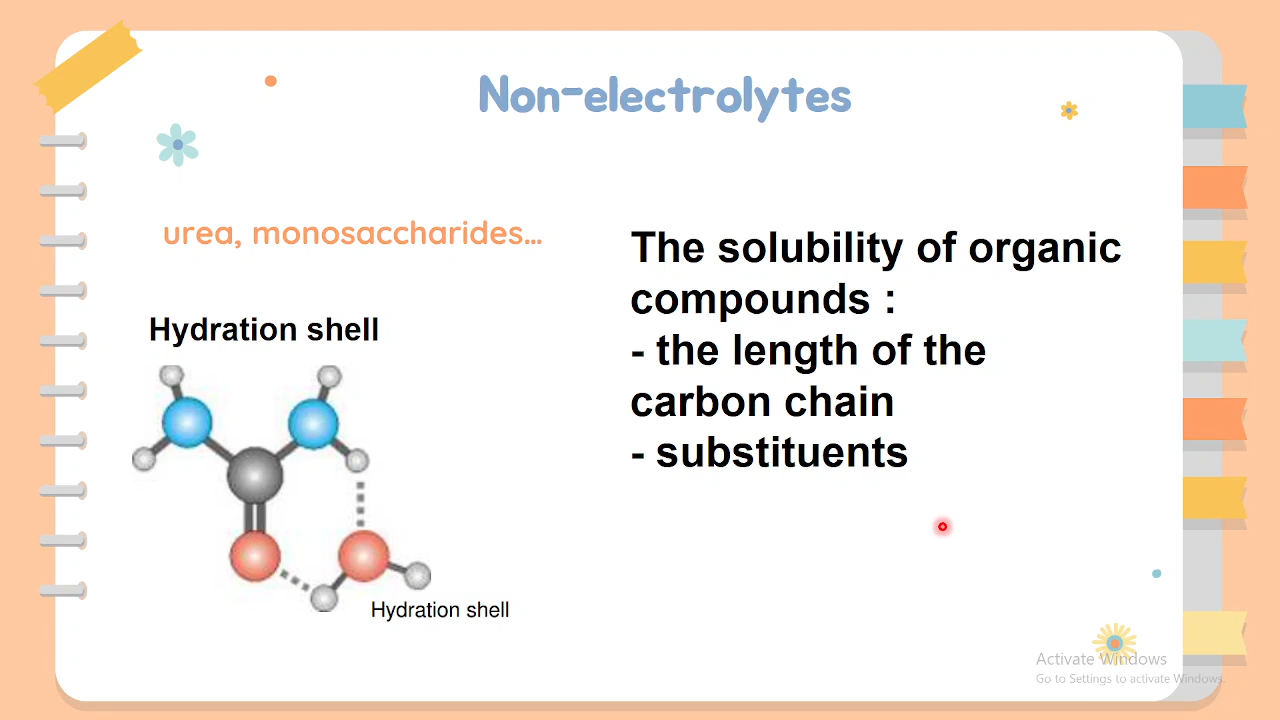 Non-electrolytes
urea, monosaccharides...
Hydration shell
Hydration shell
The solubility of organic
compounds :
- the length of the
carbon chain
- substituents
Activate Windows
Go to Settings to activate Windows.